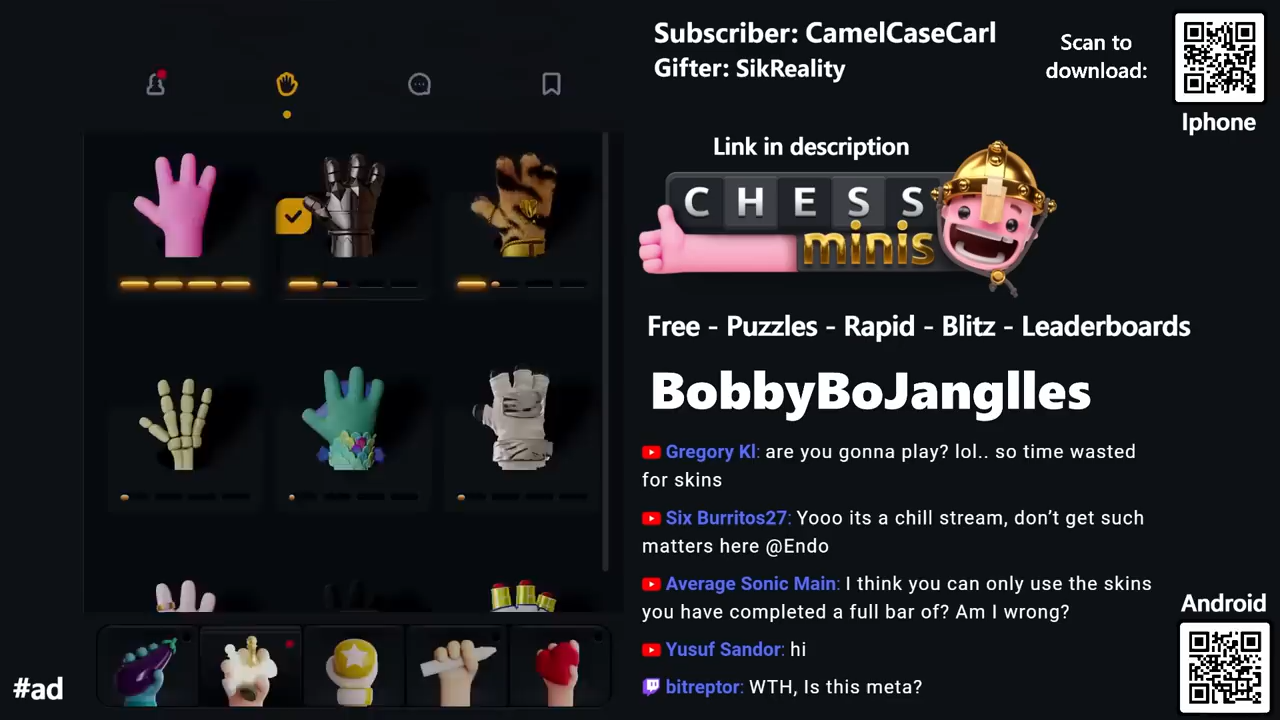 Subscriber: CamelCaseCarl
Gifter: SikReality
Scan to
download:
Iphone
Link in description
CHESS
minis
Free - Puzzles - Rapid - Blitz - Leaderboards
BobbyBoJanglles
Gregory Kl: are you gonna play? lol.. so time wasted
for skins
Six Burritos27: Yooo its a chill stream, don’t get such
matters here @Endo
Average Sonic Main: I think you can only use the skins
you have completed a full bar of? Am I wrong?
Yusuf Sandor: hi
bitreptor: WTH, Is this meta?
Android
#ad